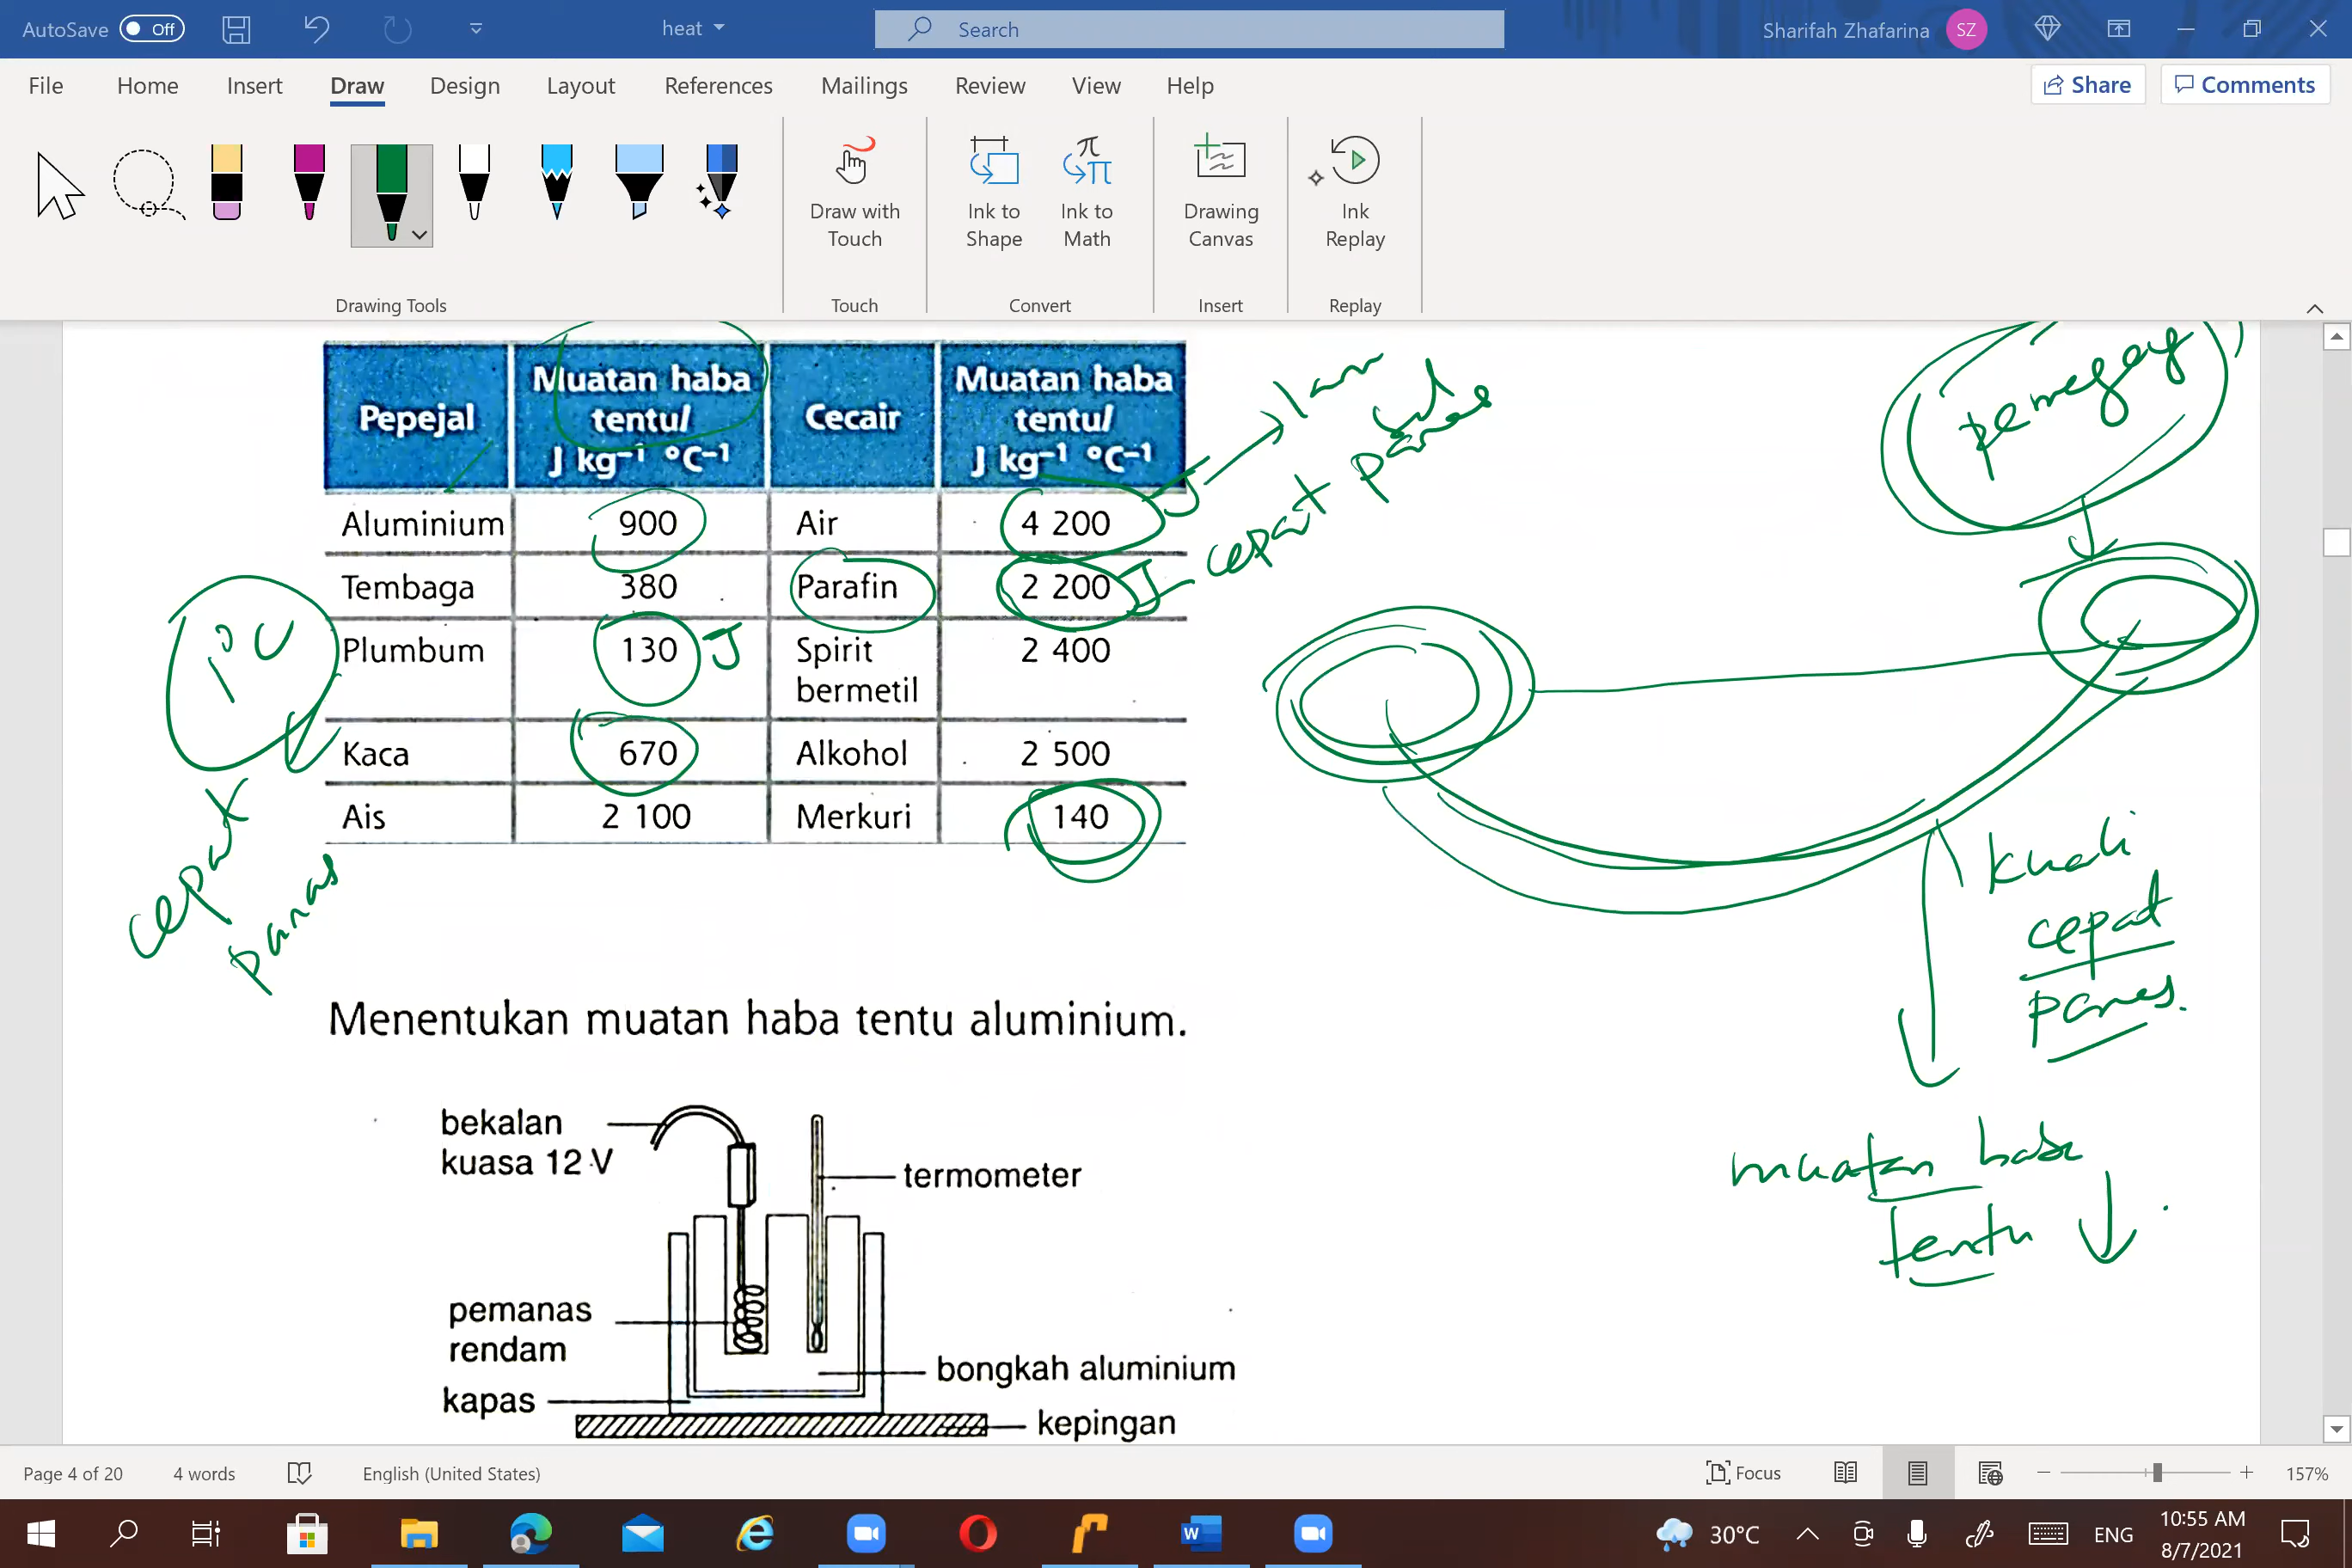 AutoSave Off
heat
Search
Sharifah Zhafarina SZ
File Home Insert Draw Design Layout References Mailings Review View Help
Share Comments
Draw with Touch
Ink to Shape
Ink to Math
Drawing Canvas
Ink Replay
Drawing Tools Touch Convert Insert Replay
Pepejal
Muatan haba
tentu/
J kg⁻¹ °C⁻¹
Cecair
Muatan haba
tentu/
J kg⁻¹ °C⁻¹
Aluminium 900 Air 4 200
Tembaga 380 Parafin 2 200
Plumbum 130 J Spirit bermetil 2 400
Kaca 670 Alkohol 2 500
Ais 2 100 Merkuri 140
J
J
cepat panas
1°C
cepat
panas
kuali
cepat
panas.
muatan haba
tentu ↓
Menentukan muatan haba tentu aluminium.
bekalan
kuasa 12 V
termometer
pemanas
rendam
bongkah aluminium
kapas
kepingan
Page 4 of 20 4 words English (United States) Focus 157%
30°C ENG 10:55 AM
8/7/2021